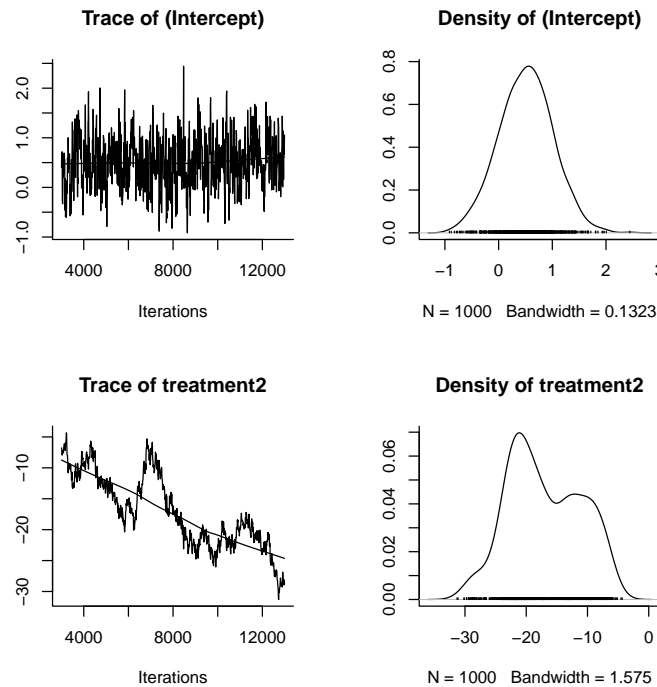 Trace of (Intercept)
−1.0 0.0 1.0 2.0
4000 8000 12000
Iterations
Density of (Intercept)
0.0 0.2 0.4 0.6 0.8
−1 0 1 2 3
N = 1000 Bandwidth = 0.1323
Trace of treatment2
−30 −20 −10
4000 8000 12000
Iterations
Density of treatment2
0.00 0.02 0.04 0.06
−30 −20 −10 0
N = 1000 Bandwidth = 1.575